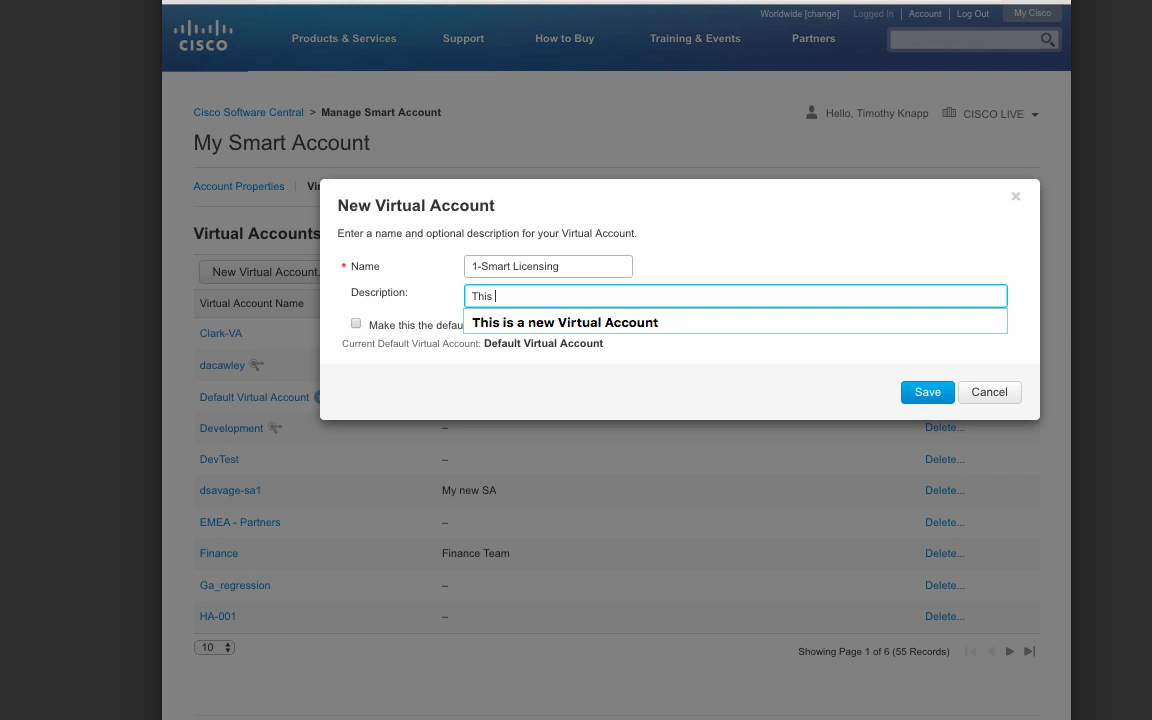 Worldwide [change] Logged In Account Log Out My Cisco
CISCO
Products & Services Support How to Buy Training & Events Partners
Cisco Software Central > Manage Smart Account Hello, Timothy Knapp CISCO LIVE
My Smart Account
Account Properties
New Virtual Account
Enter a name and optional description for your Virtual Account.
* Name 1-Smart Licensing
Description: This
This is a new Virtual Account
Make this the defau
Current Default Virtual Account: Default Virtual Account
Save Cancel
Virtual Accounts
New Virtual Account.
Virtual Account Name
Clark-VA
dacawley
Default Virtual Account
Development – Delete...
DevTest – Delete...
dsavage-sa1 My new SA Delete...
EMEA - Partners – Delete...
Finance Finance Team Delete...
Ga_regression – Delete...
HA-001 – Delete...
10 Showing Page 1 of 6 (55 Records)